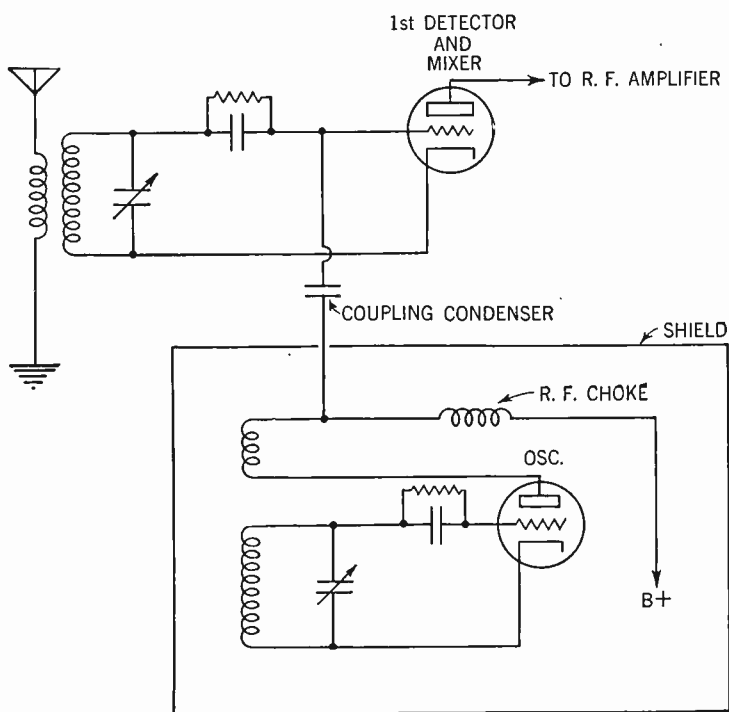 1st DETECTOR
AND
MIXER
TO R. F. AMPLIFIER
COUPLING CONDENSER
SHIELD
R. F. CHOKE
OSC.
B+